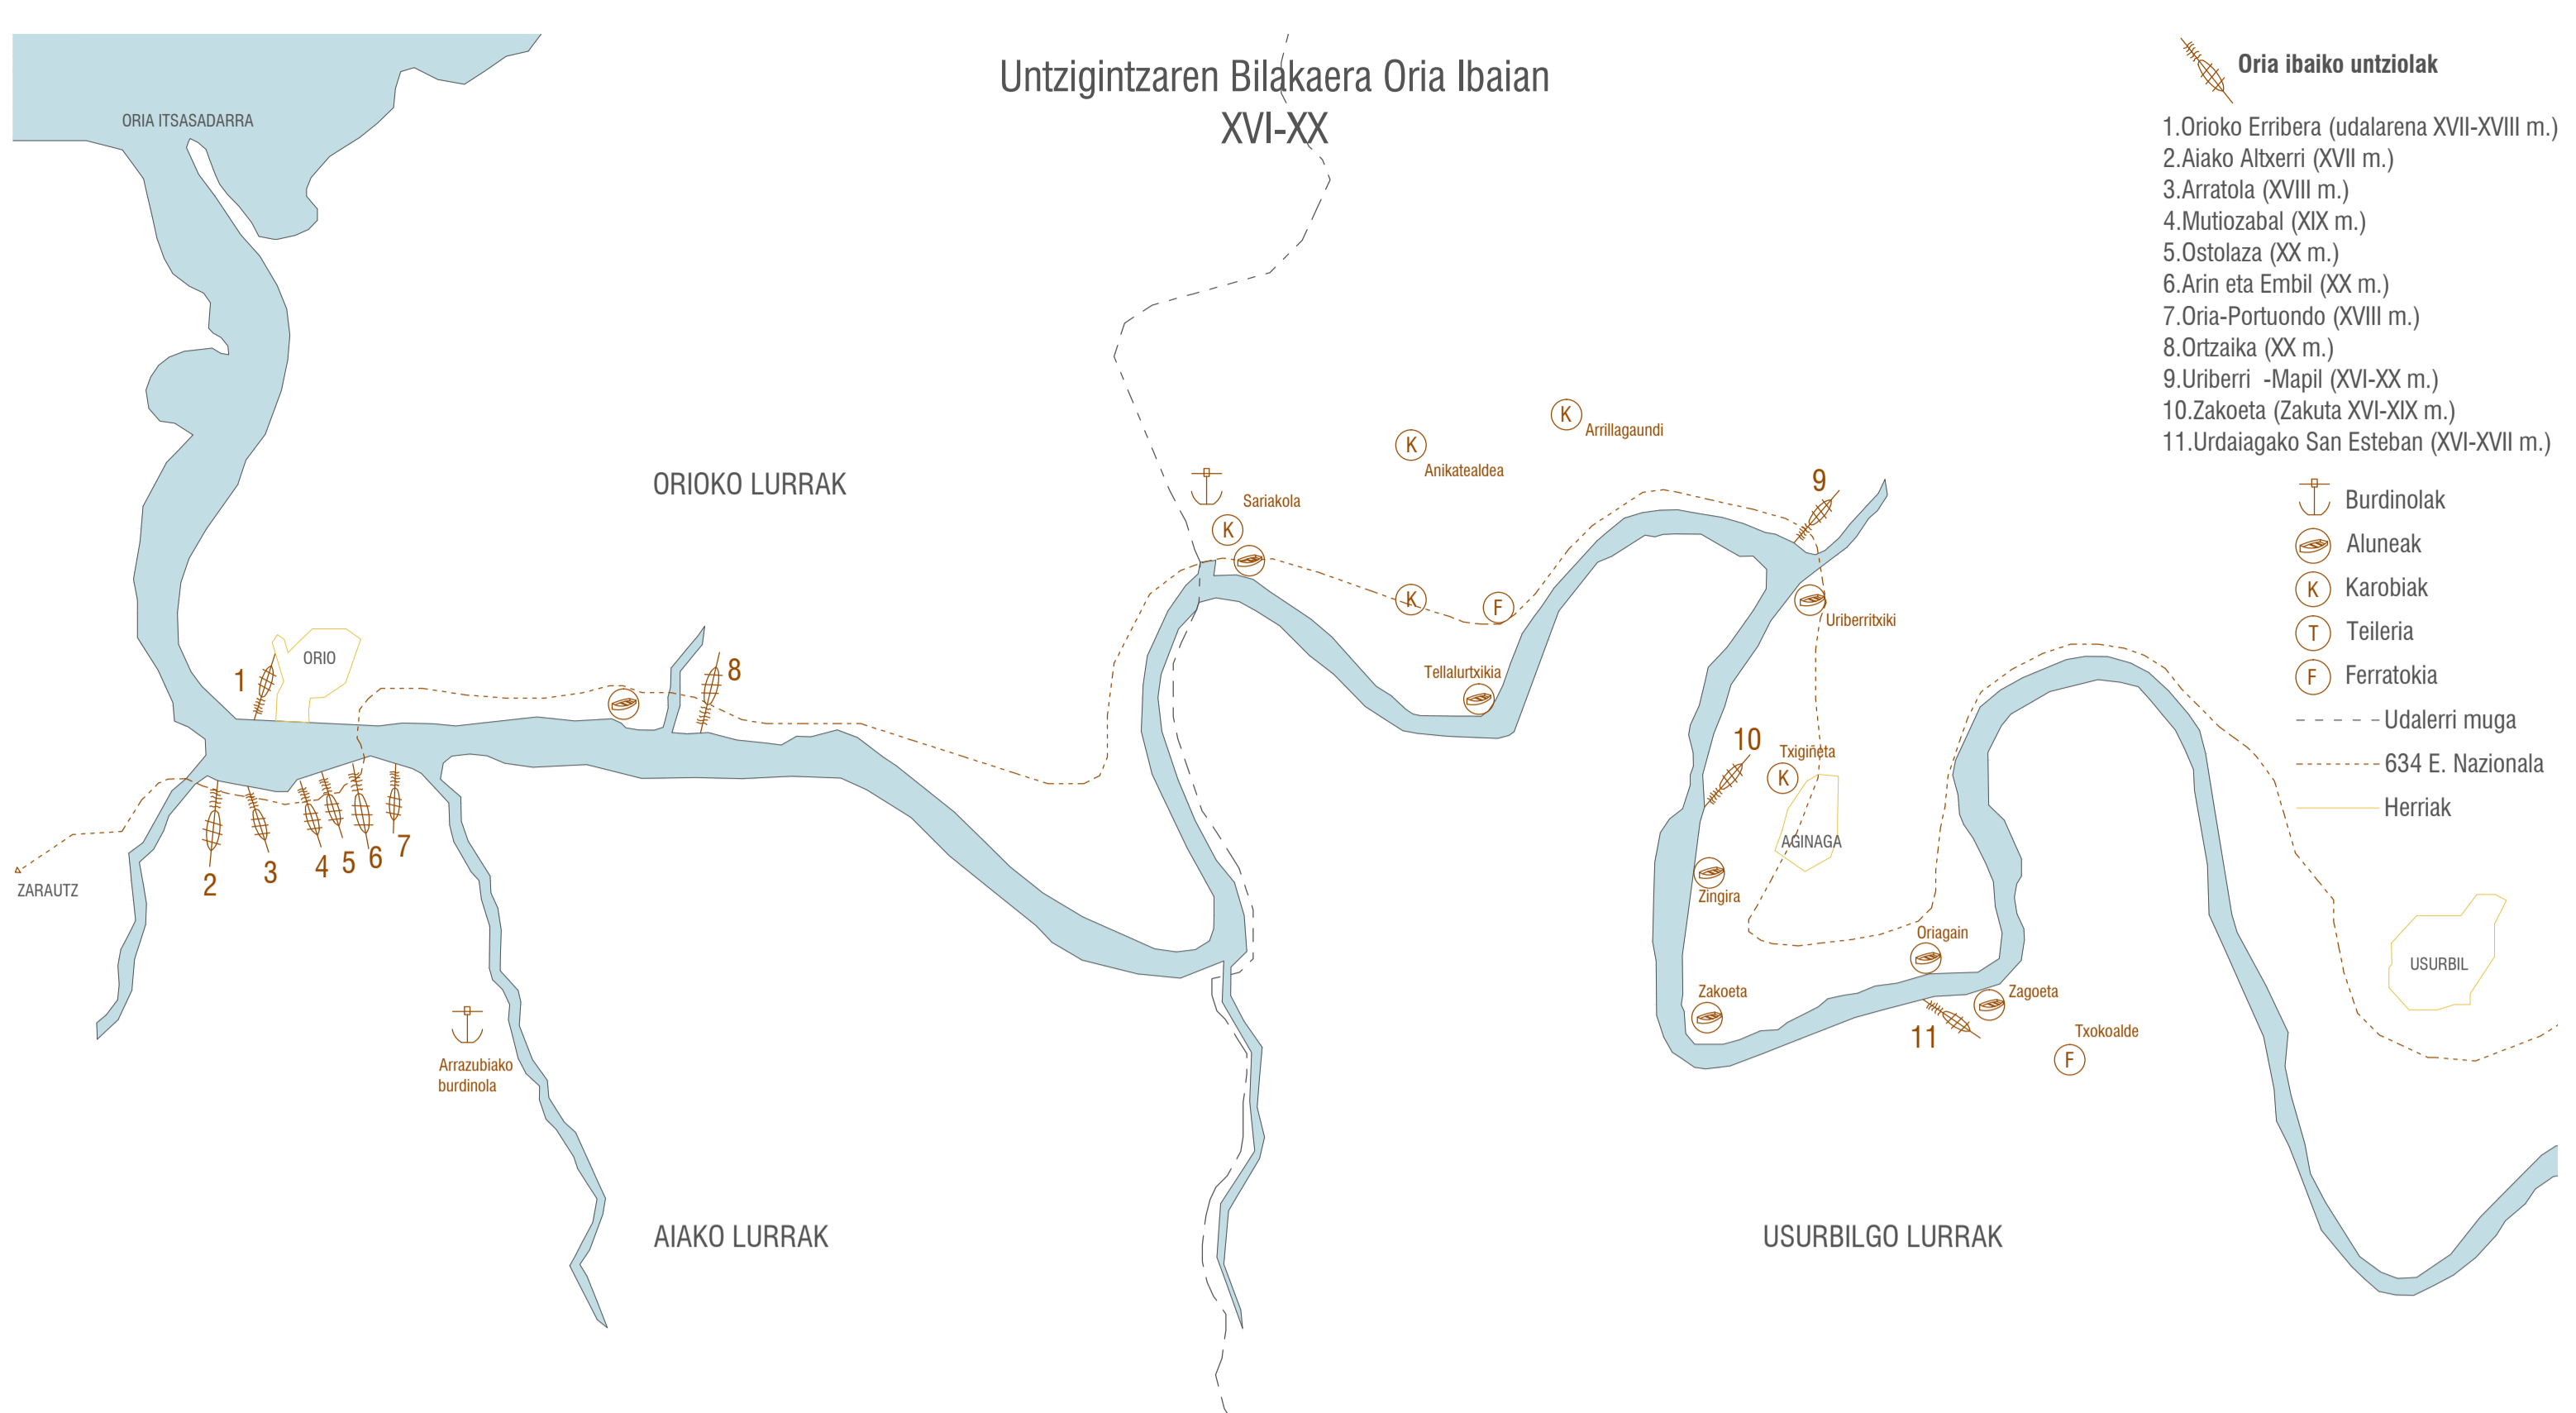 Untzigintzaren Bilakaera Oria Ibaian
XVI-XX
Oria ibaiko untziolak
1.Orioko Erribera (udalarena XVII-XVIII m.)
2.Aiako Altxerri (XVII m.)
3.Arratola (XVIII m.)
4.Mutiozabal (XIX m.)
5.Ostolaza (XX m.)
6.Arin eta Embil (XX m.)
7.Oria-Portuondo (XVIII m.)
8.Ortzaika (XX m.)
9.Uriberri -Mapil (XVI-XX m.)
10.Zakoeta (Zakuta XVI-XIX m.)
11.Urdaiagako San Esteban (XVI-XVII m.)
Burdinolak
Aluneak
K Karobiak
T Teileria
F Ferratokia
Udalerri muga
634 E. Nazionala
Herriak
ORIA ITSASADARRA
ORIOKO LURRAK
K
Arrillagaundi
K
Anikatealdea
Sariakola
K
9
K
F
Uriberritxiki
ORIO
1
8
Tellalurtxikia
10
Txigiñeta
K
AGINAGA
ZARAUTZ
2
3
4
5
6
7
Zingira
Oriagain
USURBIL
Zakoeta
Zagoeta
11
Txokoalde
F
Arrazubiako
burdinola
AIAKO LURRAK
USURBILGO LURRAK